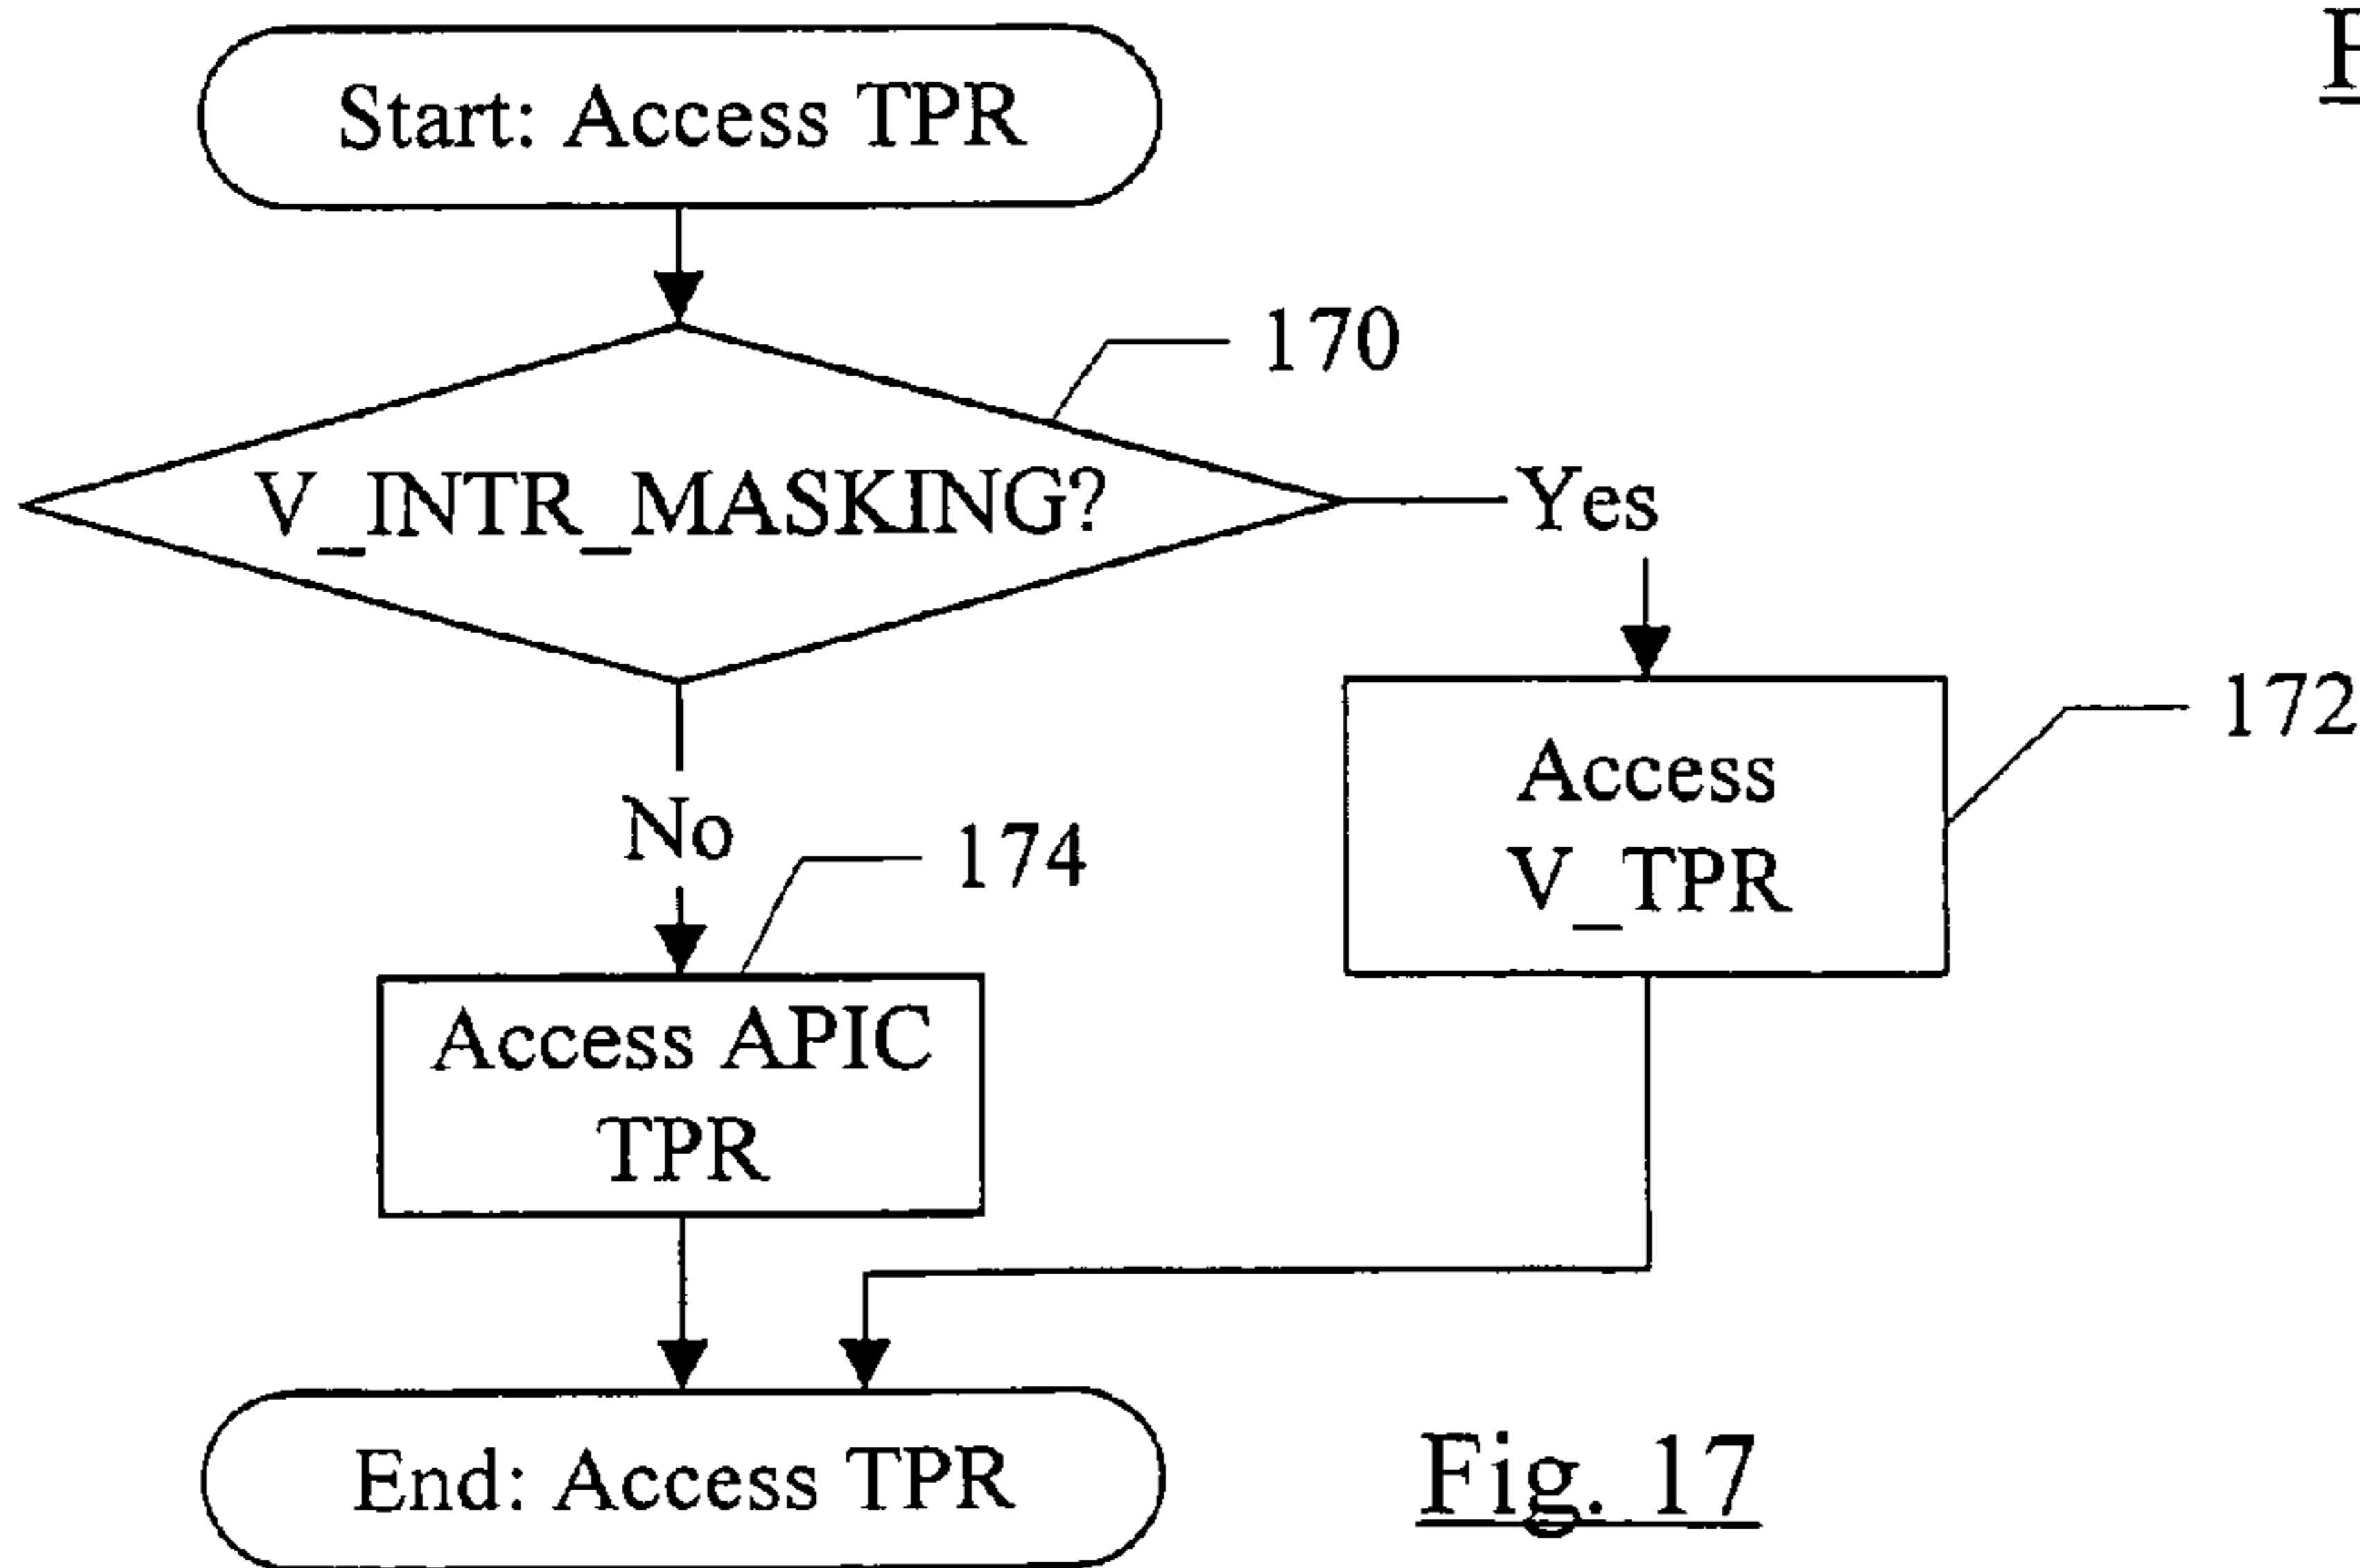 Start: Access TPR
170
V_INTR_MASKING?
Yes
172
Access
V_TPR
No
174
Access APIC
TPR
End: Access TPR
Fig. 17